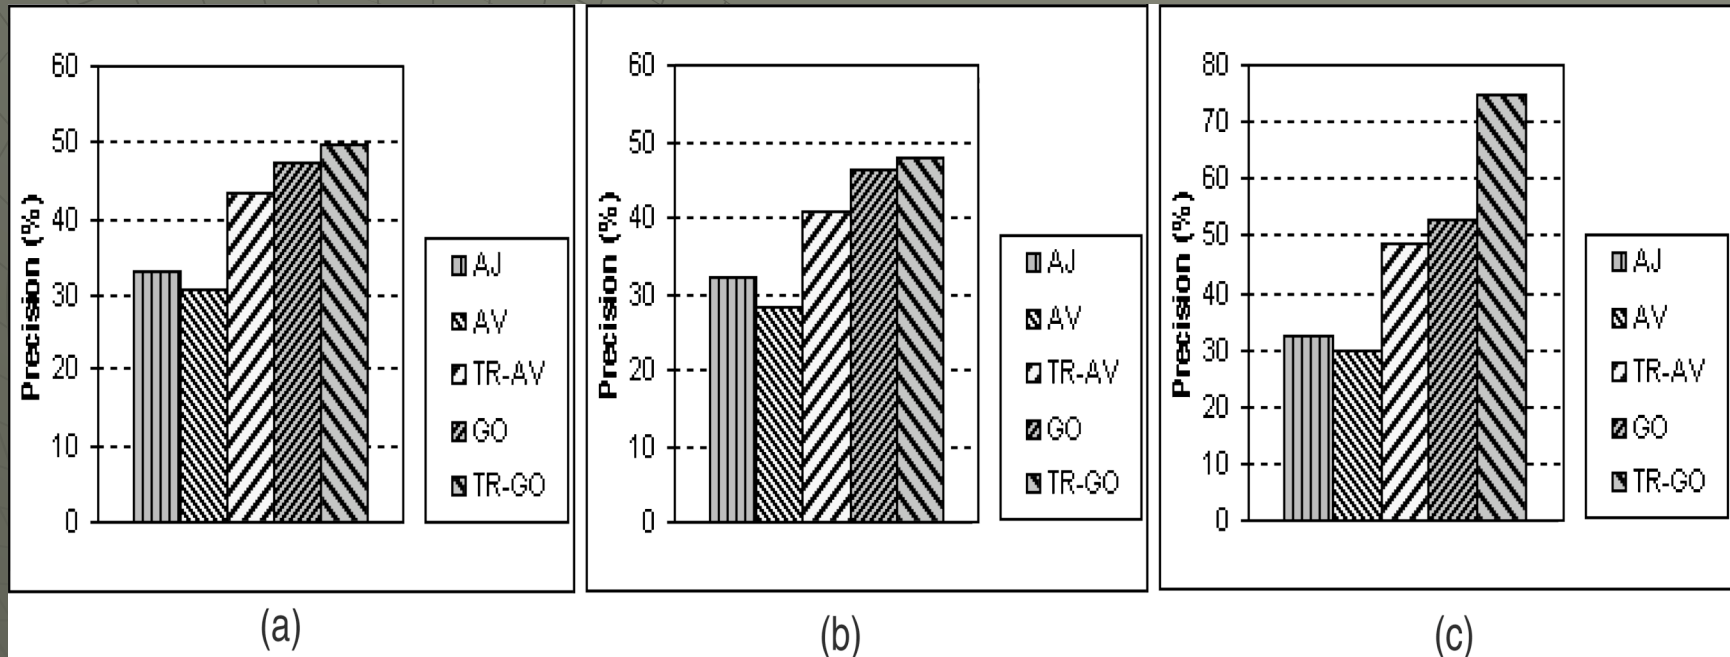 60
50
40
30
20
10
0
Precision (%)
AJ
AV
TR-AV
GO
TR-GO
(a)
60
50
40
30
20
10
0
Precision (%)
AJ
AV
TR-AV
GO
TR-GO
(b)
80
70
60
50
40
30
20
10
0
Precision (%)
AJ
AV
TR-AV
GO
TR-GO
(c)